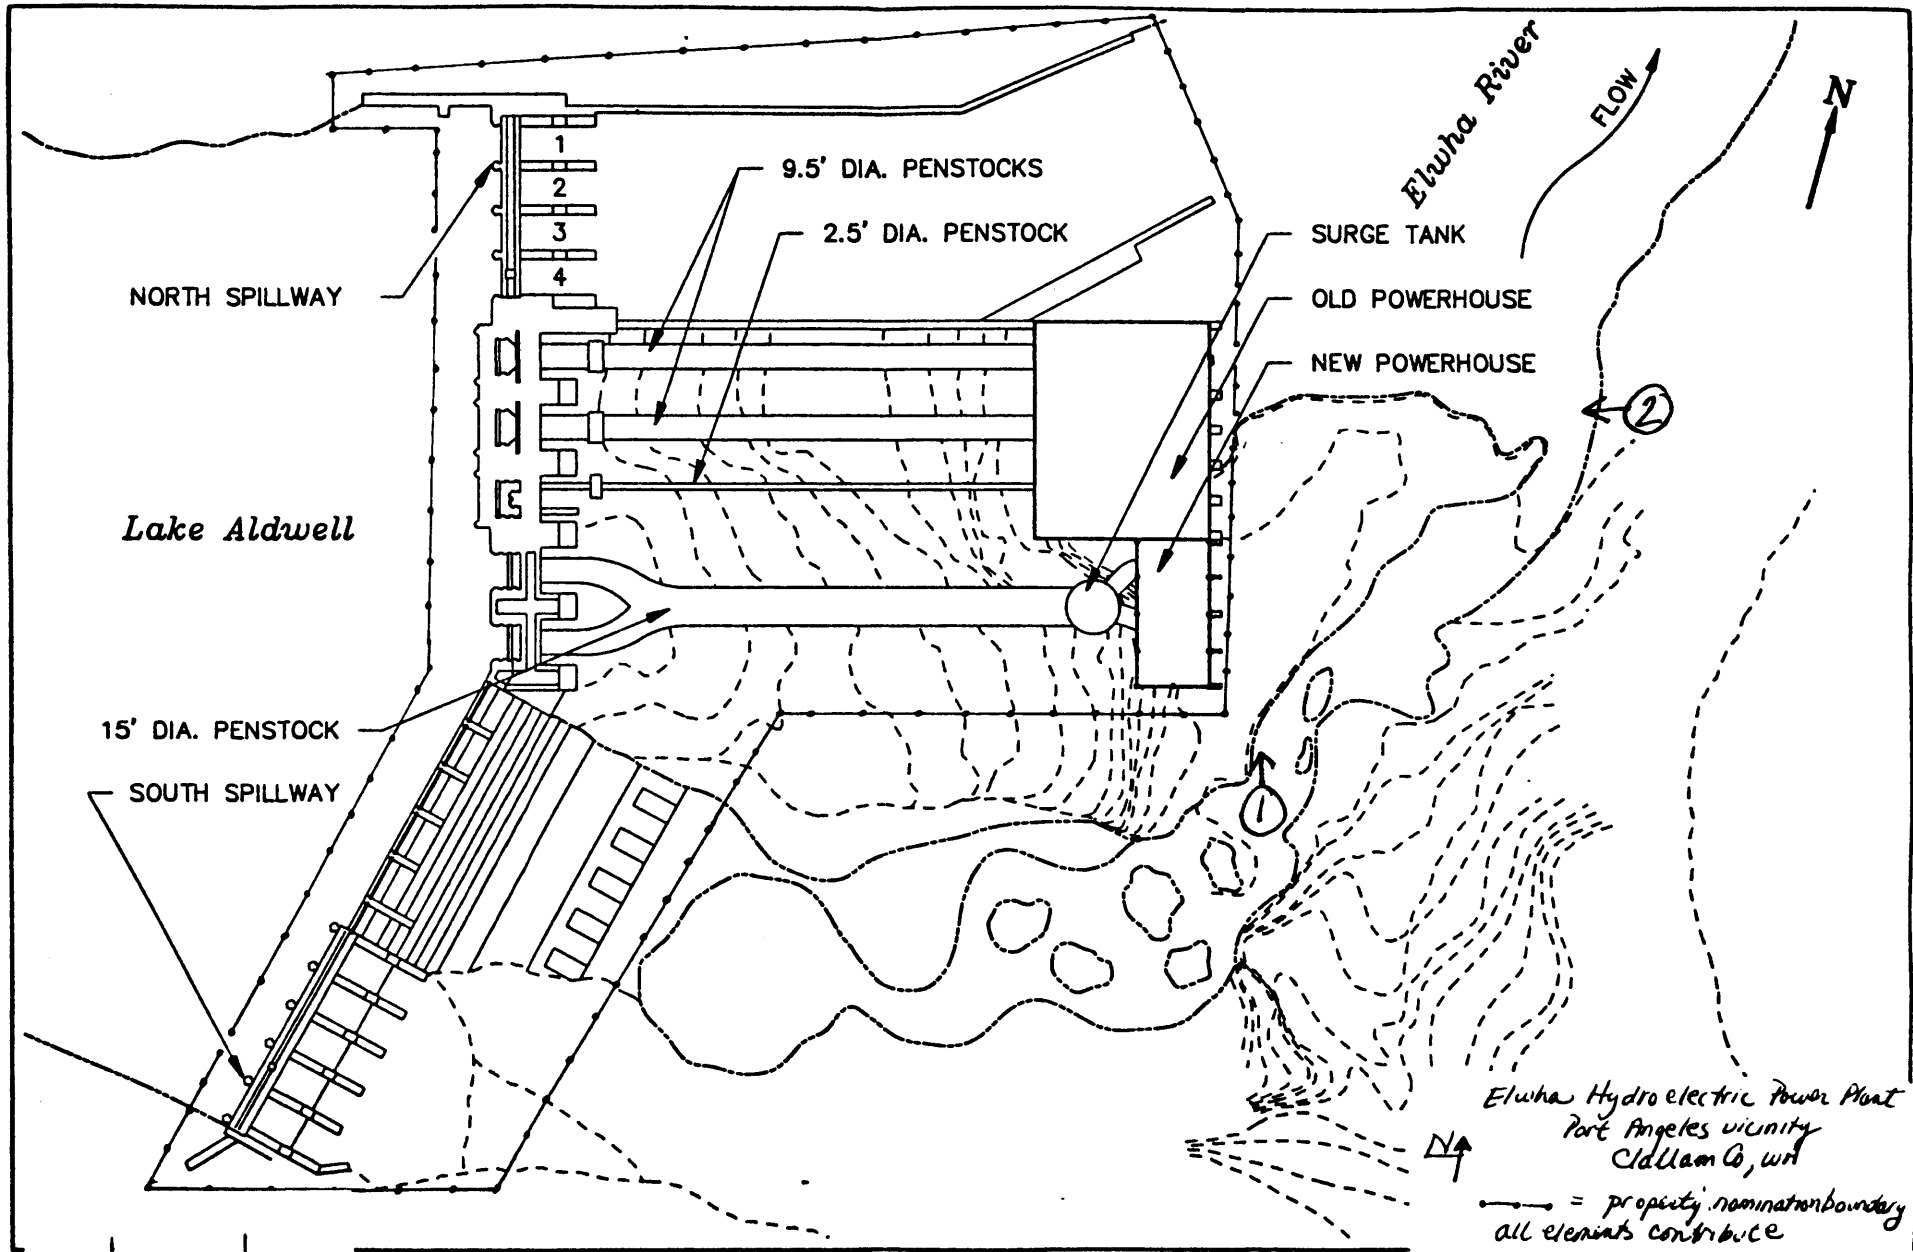 Elwha River
FLOW
N
1
2
3
4
9.5' DIA. PENSTOCKS
2.5' DIA. PENSTOCK
SURGE TANK
OLD POWERHOUSE
NEW POWERHOUSE
NORTH SPILLWAY
2
Lake Aldwell
15' DIA. PENSTOCK
SOUTH SPILLWAY
1
N
Elwha Hydroelectric Power Plant
Port Angeles vicinity
Clallam Co, WA
= property nomination boundary
all elements contribute